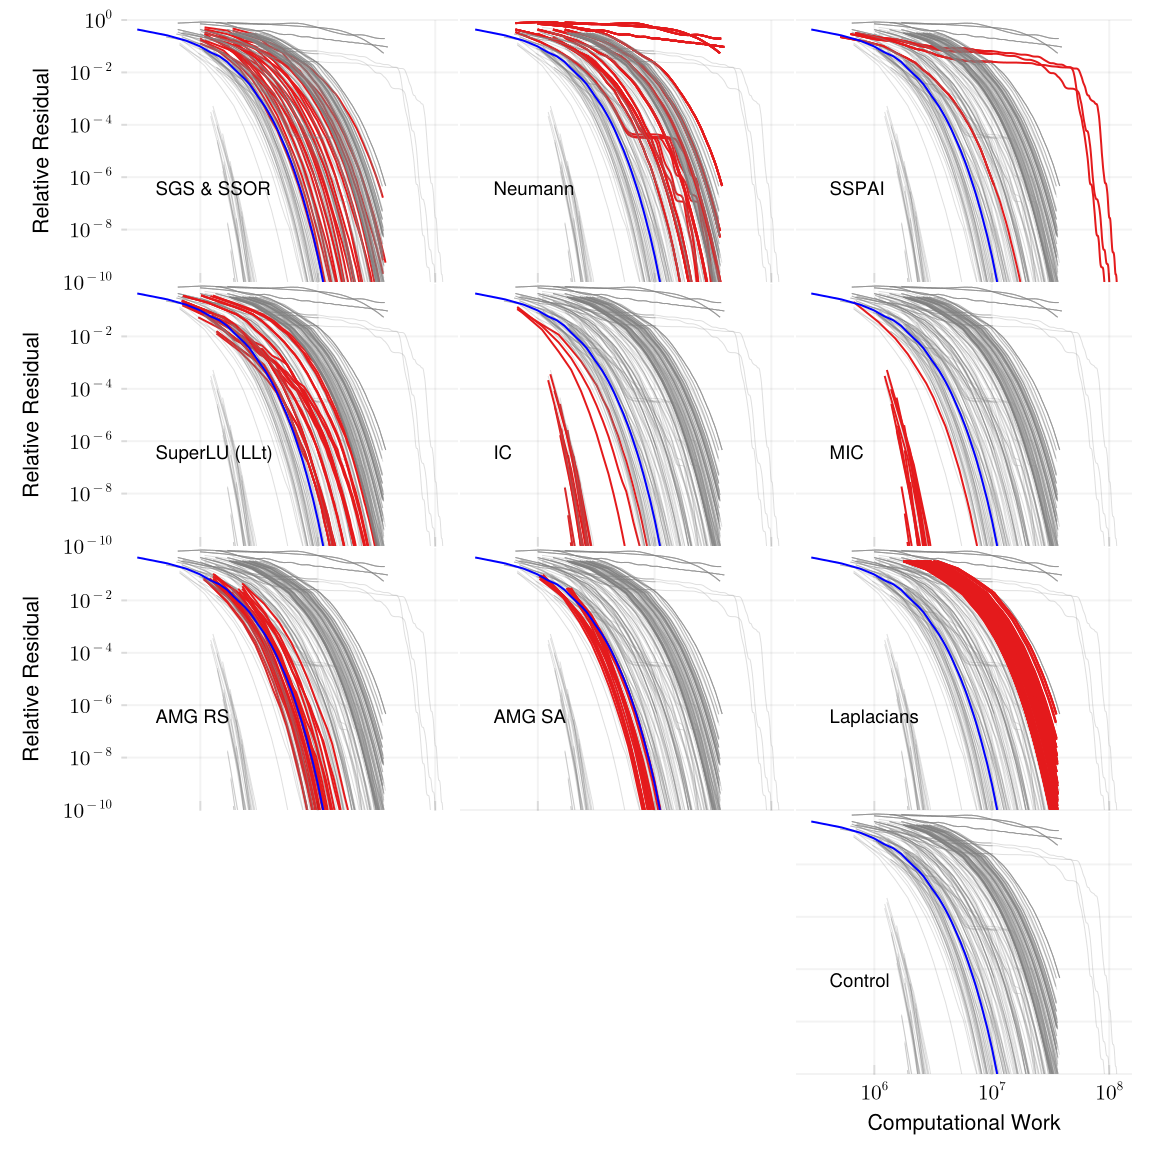 10^0
10^−2
10^−4
10^−6
10^−8
10^−10
Relative Residual
SGS & SSOR
Neumann
SSPAI
10^−2
10^−4
10^−6
10^−8
10^−10
Relative Residual
SuperLU (LLt)
IC
MIC
10^−2
10^−4
10^−6
10^−8
10^−10
Relative Residual
AMG RS
AMG SA
Laplacians
Control
10^6 10^7 10^8
Computational Work